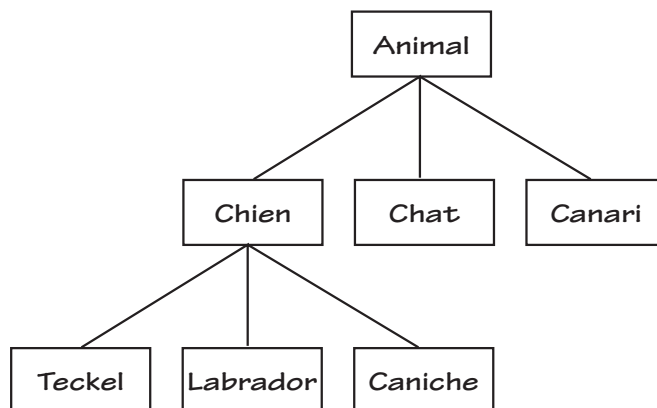 Animal
Chien
Chat
Canari
Teckel
Labrador
Caniche